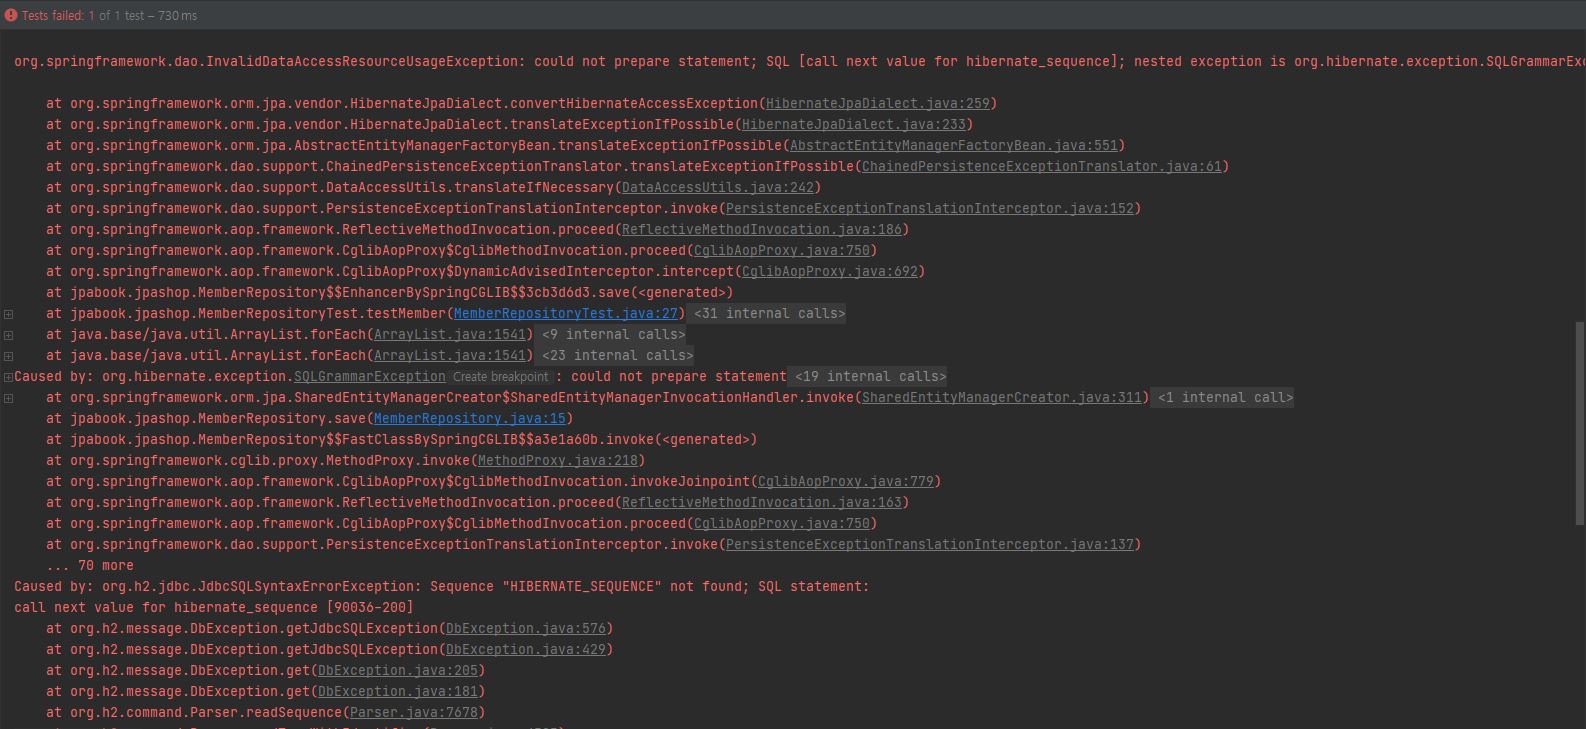 Tests failed: 1 of 1 test – 730 ms
org.springframework.dao.InvalidDataAccessResourceUsageException: could not prepare statement; SQL [call next value for hibernate_sequence]; nested exception is org.hibernate.exception.SQLGrammarExc
at org.springframework.orm.jpa.vendor.HibernateJpaDialect.convertHibernateAccessException(HibernateJpaDialect.java:259)
at org.springframework.orm.jpa.vendor.HibernateJpaDialect.translateExceptionIfPossible(HibernateJpaDialect.java:233)
at org.springframework.orm.jpa.AbstractEntityManagerFactoryBean.translateExceptionIfPossible(AbstractEntityManagerFactoryBean.java:551)
at org.springframework.dao.support.ChainedPersistenceExceptionTranslator.translateExceptionIfPossible(ChainedPersistenceExceptionTranslator.java:61)
at org.springframework.dao.support.DataAccessUtils.translateIfNecessary(DataAccessUtils.java:242)
at org.springframework.dao.support.PersistenceExceptionTranslationInterceptor.invoke(PersistenceExceptionTranslationInterceptor.java:152)
at org.springframework.aop.framework.ReflectiveMethodInvocation.proceed(ReflectiveMethodInvocation.java:186)
at org.springframework.aop.framework.CglibAopProxy$CglibMethodInvocation.proceed(CglibAopProxy.java:750)
at org.springframework.aop.framework.CglibAopProxy$DynamicAdvisedInterceptor.intercept(CglibAopProxy.java:692)
at jpabook.jpashop.MemberRepository$$EnhancerBySpringCGLIB$$3cb3d6d3.save(<generated>)
at jpabook.jpashop.MemberRepositoryTest.testMember(MemberRepositoryTest.java:27) <31 internal calls>
at java.base/java.util.ArrayList.forEach(ArrayList.java:1541) <9 internal calls>
at java.base/java.util.ArrayList.forEach(ArrayList.java:1541) <23 internal calls>
Caused by: org.hibernate.exception.SQLGrammarException Create breakpoint : could not prepare statement <19 internal calls>
at org.springframework.orm.jpa.SharedEntityManagerCreator$SharedEntityManagerInvocationHandler.invoke(SharedEntityManagerCreator.java:311) <1 internal call>
at jpabook.jpashop.MemberRepository.save(MemberRepository.java:15)
at jpabook.jpashop.MemberRepository$$FastClassBySpringCGLIB$$a3e1a60b.invoke(<generated>)
at org.springframework.cglib.proxy.MethodProxy.invoke(MethodProxy.java:218)
at org.springframework.aop.framework.CglibAopProxy$CglibMethodInvocation.invokeJoinpoint(CglibAopProxy.java:779)
at org.springframework.aop.framework.ReflectiveMethodInvocation.proceed(ReflectiveMethodInvocation.java:163)
at org.springframework.aop.framework.CglibAopProxy$CglibMethodInvocation.proceed(CglibAopProxy.java:750)
at org.springframework.dao.support.PersistenceExceptionTranslationInterceptor.invoke(PersistenceExceptionTranslationInterceptor.java:137)
... 70 more
Caused by: org.h2.jdbc.JdbcSQLSyntaxErrorException: Sequence "HIBERNATE_SEQUENCE" not found; SQL statement:
call next value for hibernate_sequence [90036-200]
at org.h2.message.DbException.getJdbcSQLException(DbException.java:576)
at org.h2.message.DbException.getJdbcSQLException(DbException.java:429)
at org.h2.message.DbException.get(DbException.java:205)
at org.h2.message.DbException.get(DbException.java:181)
at org.h2.command.Parser.readSequence(Parser.java:7678)